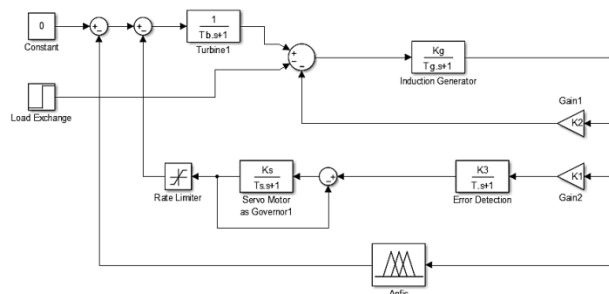 0
Constant
1
Tb.s+1
Turbine1
Load Exchange
Kg
Tg.s+1
Induction Generator
Gain1
K2
Rate Limiter
Ks
Ts.s+1
Servo Motor
as Governor1
K3
T.s+1
Error Detection
K1
Gain2
Anfis